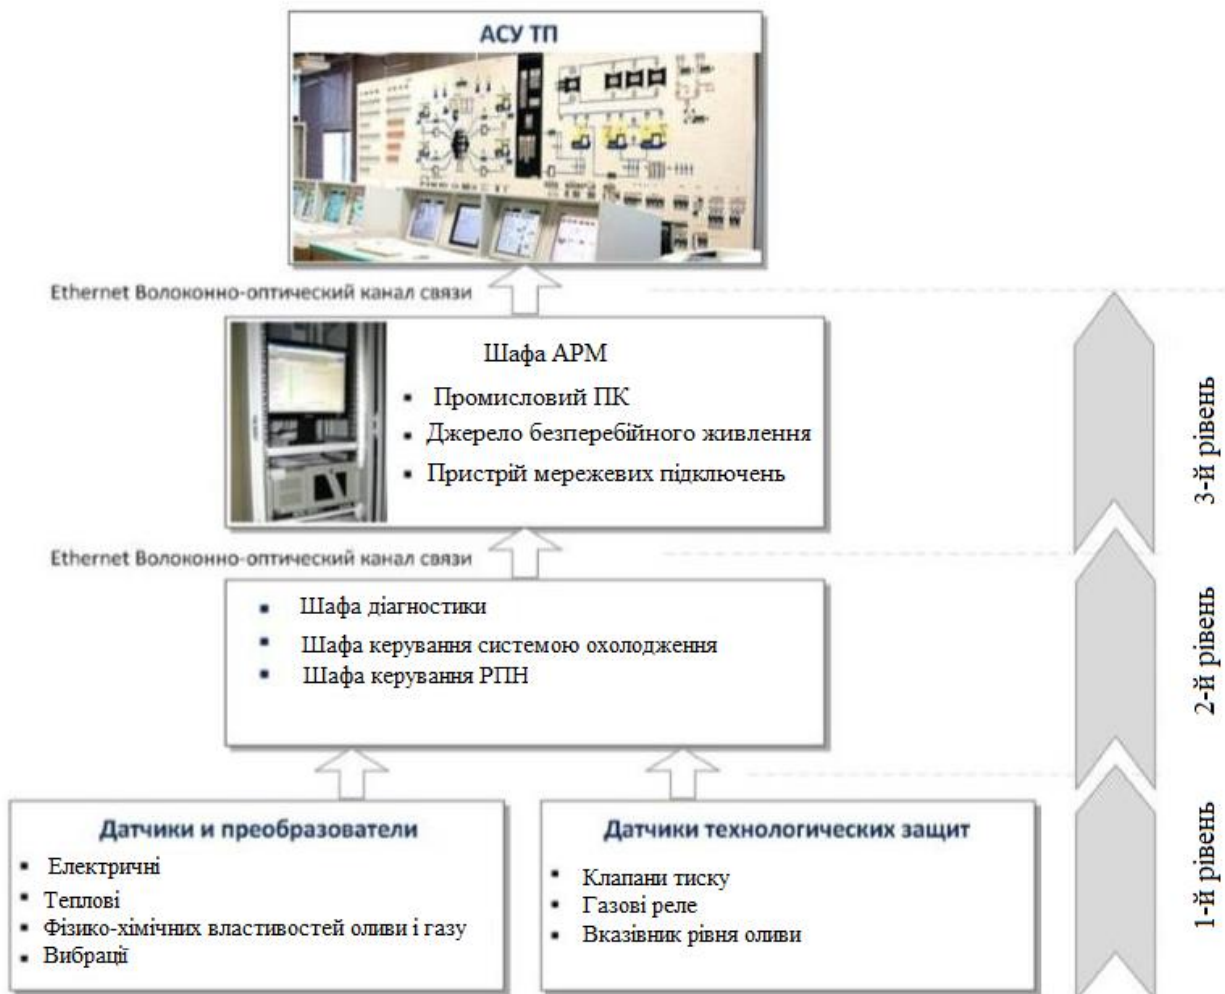 АСУ ТП
Ethernet Волоконно-оптический канал связи
Шафа АРМ
Промисловий ПК
Джерело безперебійного живлення
Пристрій мережевих підключень
3-й рівень
Ethernet Волоконно-оптический канал связи
Шафа діагностики
Шафа керування системою охолодження
Шафа керування РПН
2-й рівень
Датчики и преобразователи
Електричні
Теплові
Фізико-хімічних властивостей оливи і газу
Вибрації
Датчики технологических защит
Клапани тиску
Газові реле
Вказівник рівня оливи
1-й рівень